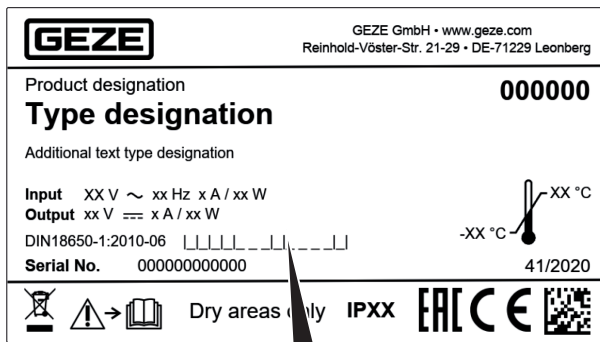 GEZE
GEZE GmbH • www.geze.com
Reinhold-Vöster-Str. 21-29 • DE-71229 Leonberg
Product designation
000000
Type designation
Additional text type designation
Input XX V ~ xx Hz x A / xx W
Output xx V ⎓ x A / xx W
XX °C
-XX °C
DIN18650-1:2010-06 |_|_|_|_|_ _ _|_|_ _ _ _|_|
Serial No. 000000000000
41/2020
Dry areas only IPXX EAC CE